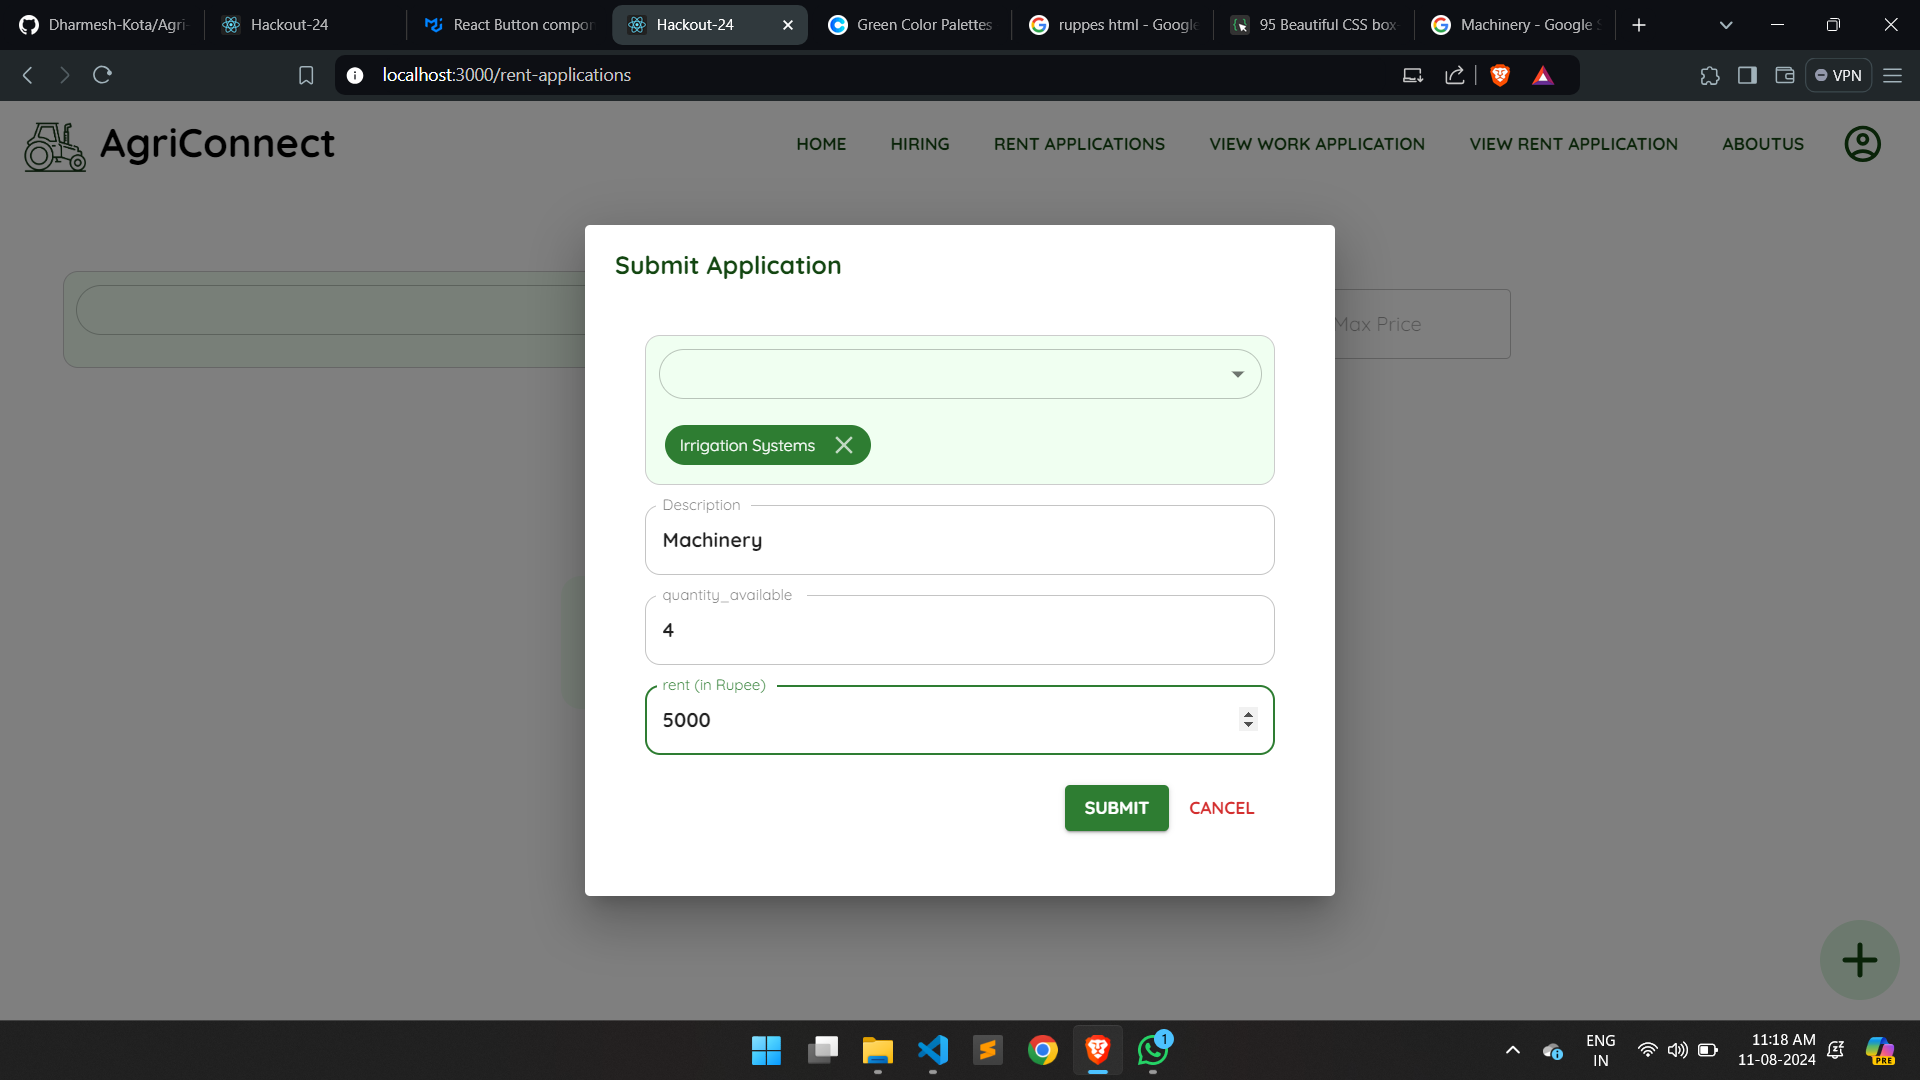 Dharmesh-Kota/Agri-
Hackout-24
React Button compon
Hackout-24
Green Color Palettes
ruppes html - Google
95 Beautiful CSS box-
Machinery - Google S
localhost:3000/rent-applications
VPN
AgriConnect
HOME
HIRING
RENT APPLICATIONS
VIEW WORK APPLICATION
VIEW RENT APPLICATION
ABOUTUS
Submit Application
Max Price
Irrigation Systems
Description
Machinery
quantity_available
4
rent (in Rupee)
5000
SUBMIT
CANCEL
1
ENG
IN
11:18 AM
11-08-2024
PRE